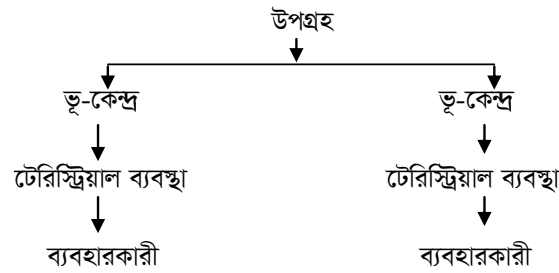 উপগ্রহ
ভূ-কেন্দ্র ভূ-কেন্দ্র
টেরিস্ট্রিয়াল ব্যবস্থা টেরিস্ট্রিয়াল ব্যবস্থা
ব্যবহারকারী ব্যবহারকারী